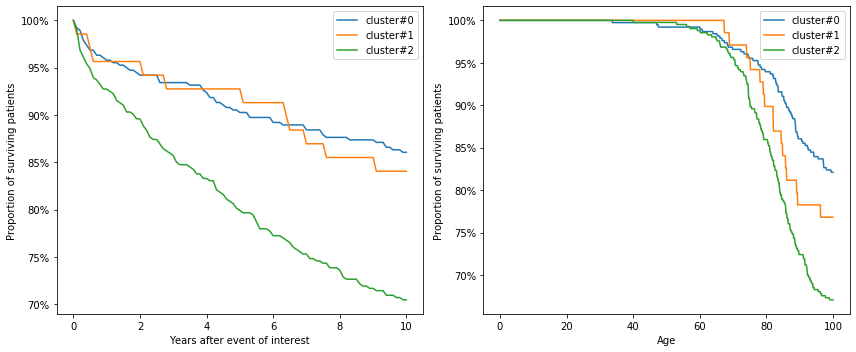 100%
95%
90%
85%
80%
75%
70%
0
2
4
6
8
10
Proportion of surviving patients
Years after event of interest
cluster#0
cluster#1
cluster#2
100%
95%
90%
85%
80%
75%
70%
0
20
40
60
80
100
Proportion of surviving patients
Age
cluster#0
cluster#1
cluster#2